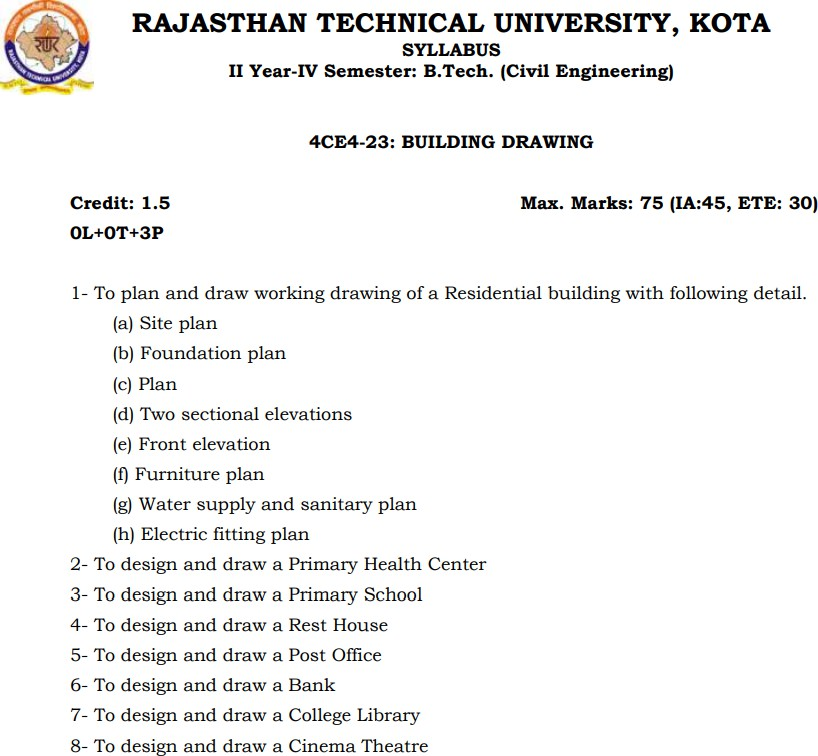 RAJASTHAN TECHNICAL UNIVERSITY, KOTA
SYLLABUS
II Year-IV Semester: B.Tech. (Civil Engineering)
4CE4-23: BUILDING DRAWING
Credit: 1.5 Max. Marks: 75 (IA:45, ETE: 30)
0L+0T+3P
1- To plan and draw working drawing of a Residential building with following detail.
(a) Site plan
(b) Foundation plan
(c) Plan
(d) Two sectional elevations
(e) Front elevation
(f) Furniture plan
(g) Water supply and sanitary plan
(h) Electric fitting plan
2- To design and draw a Primary Health Center
3- To design and draw a Primary School
4- To design and draw a Rest House
5- To design and draw a Post Office
6- To design and draw a Bank
7- To design and draw a College Library
8- To design and draw a Cinema Theatre